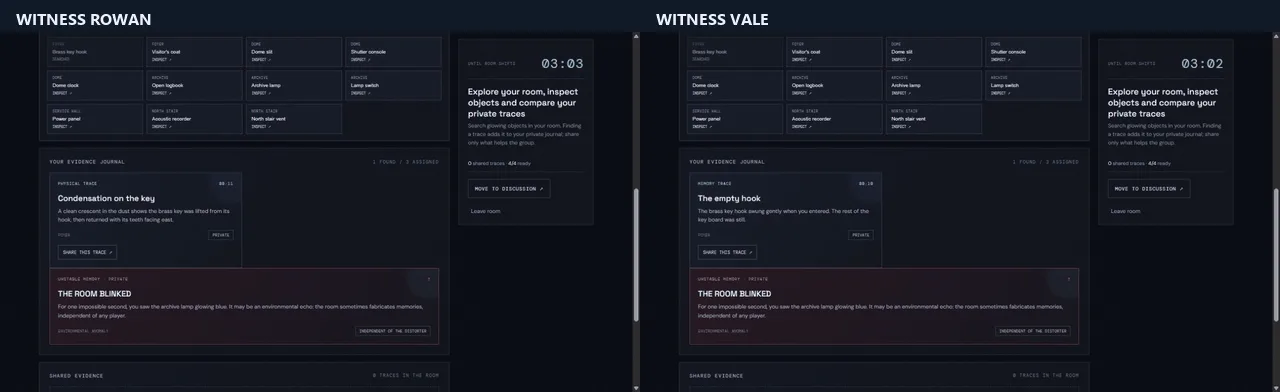 WITNESS ROWAN
Brass key hook
TOTEM
Visitor's coat
INSPECT ↗
DOME
Dome sill
INSPECT ↗
DOME
Shutter console
INSPECT ↗
DOME
Dome clock
INSPECT ↗
ARCHIVE
Open logbook
INSPECT ↗
ARCHIVE
Archive lamp
INSPECT ↗
ARCHIVE
Lamp switch
INSPECT ↗
SERVICE WALL
Power panel
INSPECT ↗
NORTH STAIR
Acoustic recorder
INSPECT ↗
NORTH STAIR
North stair vent
INSPECT ↗
UNTIL ROOM SHIFTS 03:03
Explore your room, inspect
objects and compare your
private traces
Search glowing objects in your room. Finding
a trace adds it to your private journal; share
only what helps the group.
0 shared traces · 4/4 ready
MOVE TO DISCUSSION ↗
Leave room
YOUR EVIDENCE JOURNAL 1 FOUND / 3 ASSIGNED
PHYSICAL TRACE 00:11
Condensation on the key
A clean crescent in the dust shows the brass key was lifted from its
hook, then returned with its teeth facing east.
PRIVATE
SHARE THIS TRACE ↗
UNSTABLE MEMORY · PRIVATE ?
THE ROOM BLINKED
For one impossible second, you saw the archive lamp glowing blue. It may be an environmental echo: the room sometimes fabricates memories,
independent of any player.
ENVIRONMENTAL ANOMALY INDEPENDENT OF THE DISTORTER
SHARED EVIDENCE 0 TRACES IN THE ROOM
WITNESS VALE
Brass key hook
Visitor's coat
INSPECT ↗
DOME
Dome sill
INSPECT ↗
DOME
Shutter console
INSPECT ↗
DOME
Dome clock
INSPECT ↗
ARCHIVE
Open logbook
INSPECT ↗
ARCHIVE
Archive lamp
INSPECT ↗
ARCHIVE
Lamp switch
INSPECT ↗
SERVICE WALL
Power panel
INSPECT ↗
NORTH STAIR
Acoustic recorder
INSPECT ↗
NORTH STAIR
North stair vent
INSPECT ↗
UNTIL ROOM SHIFTS 03:02
Explore your room, inspect
objects and compare your
private traces
Search glowing objects in your room. Finding
a trace adds it to your private journal; share
only what helps the group.
0 shared traces · 4/4 ready
MOVE TO DISCUSSION ↗
Leave room
YOUR EVIDENCE JOURNAL 1 FOUND / 3 ASSIGNED
MEMORY TRACE 00:10
The empty hook
The brass key hook swung gently when you entered. The rest of the
key board was still.
PRIVATE
SHARE THIS TRACE ↗
UNSTABLE MEMORY · PRIVATE ?
THE ROOM BLINKED
For one impossible second, you saw the archive lamp glowing blue. It may be an environmental echo: the room sometimes fabricates memories,
independent of any player.
ENVIRONMENTAL ANOMALY INDEPENDENT OF THE DISTORTER
SHARED EVIDENCE 0 TRACES IN THE ROOM